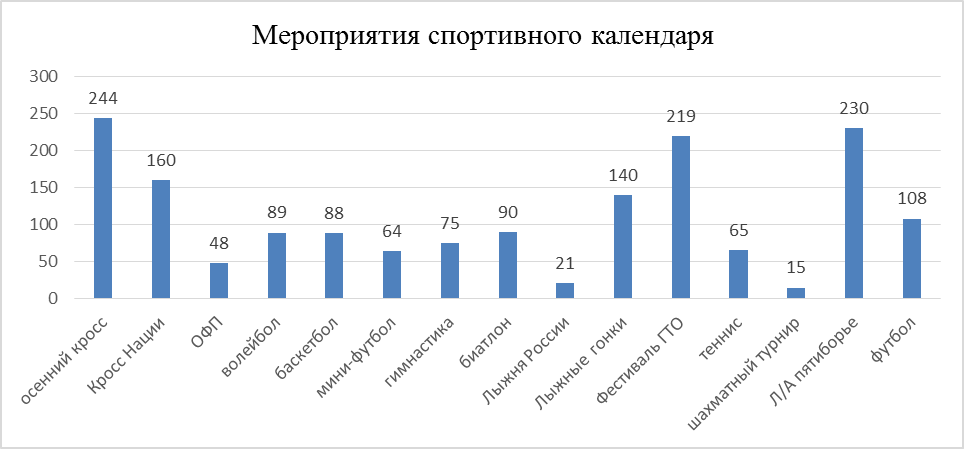 Мероприятия спортивного календаря
300
250
200
150
100
50
0
244
160
48
89
88
64
75
90
21
140
219
65
15
230
108
осенний кросс
Кросс Нации
ОФП
волейбол
баскетбол
мини-футбол
гимнастика
биатлон
Лыжня России
Лыжные гонки
Фестиваль ГТО
теннис
шахматный турнир
Л/А пятиборье
футбол